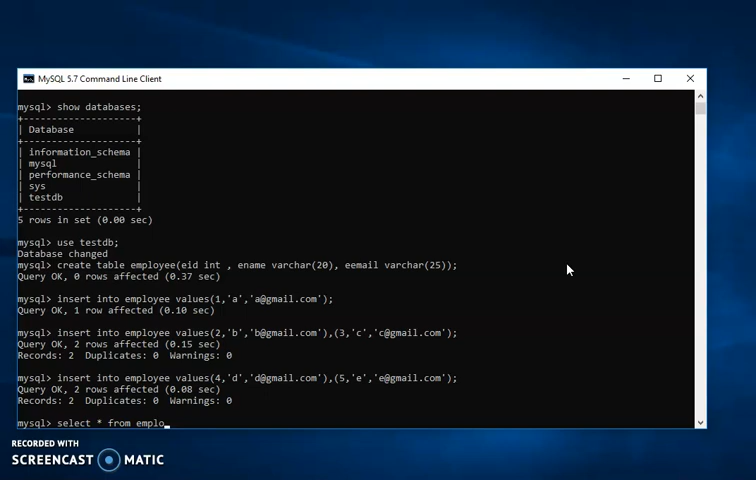 MySQL 5.7 Command Line Client
mysql> show databases;
+--------------------+
| Database           |
+--------------------+
| information_schema |
| mysql              |
| performance_schema |
| sys                |
| testdb             |
+--------------------+
5 rows in set (0.00 sec)
mysql> use testdb;
Database changed
mysql> create table employee(eid int , ename varchar(20), eemail varchar(25));
Query OK, 0 rows affected (0.37 sec)
mysql> insert into employee values(1,'a','a@gmail.com');
Query OK, 1 row affected (0.10 sec)
mysql> insert into employee values(2,'b','b@gmail.com'),(3,'c','c@gmail.com');
Query OK, 2 rows affected (0.15 sec)
Records: 2  Duplicates: 0  Warnings: 0
mysql> insert into employee values(4,'d','d@gmail.com'),(5,'e','e@gmail.com');
Query OK, 2 rows affected (0.08 sec)
Records: 2  Duplicates: 0  Warnings: 0
mysql> select * from emplo_
RECORDED WITH
SCREENCAST MATIC